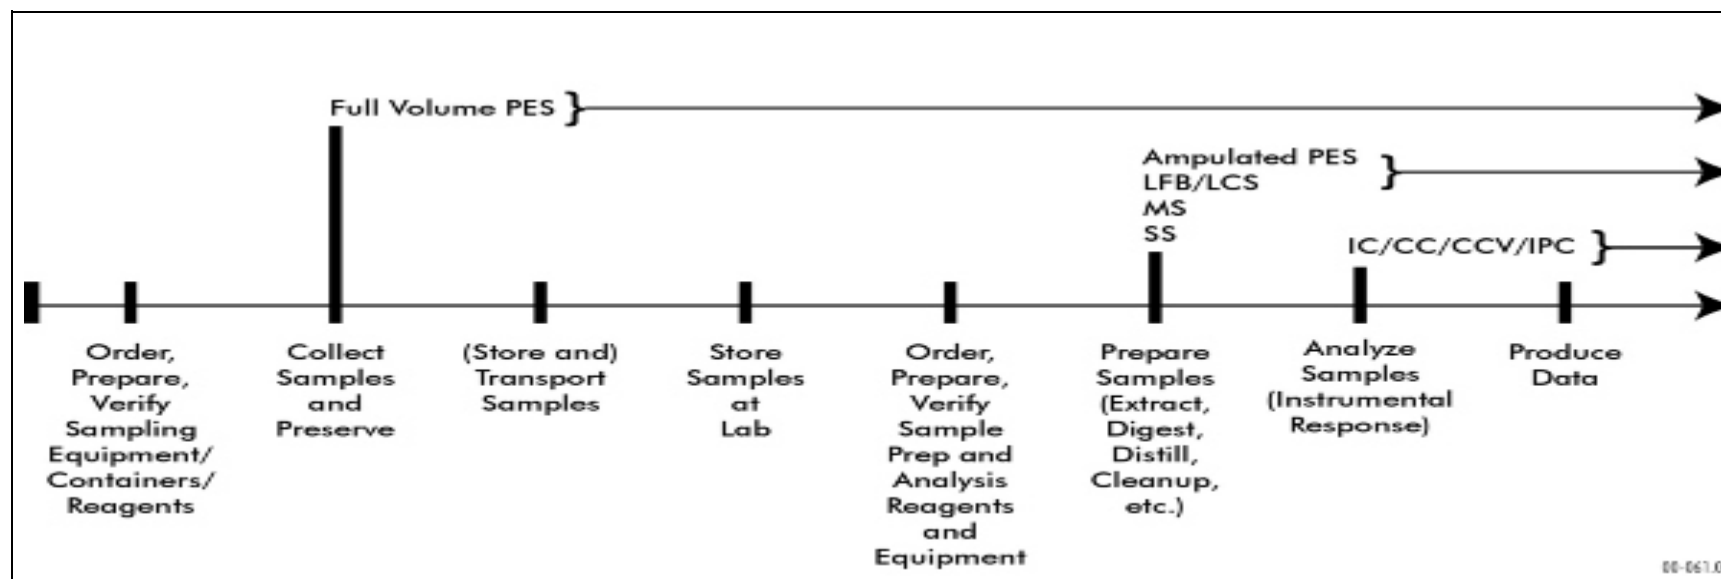 Full Volume PES }
Ampulated PES }
LFB/LCS
MS
SS
IC/CC/CCV/IPC }
Order,
Prepare,
Verify
Sampling
Equipment/
Containers/
Reagents
Collect
Samples
and
Preserve
(Store and)
Transport
Samples
Store
Samples
at
Lab
Order,
Prepare,
Verify
Sample
Prep and
Analysis
Reagents
and
Equipment
Prepare
Samples
(Extract,
Digest,
Distill,
Cleanup,
etc.)
Analyze
Samples
(Instrumental
Response)
Produce
Data